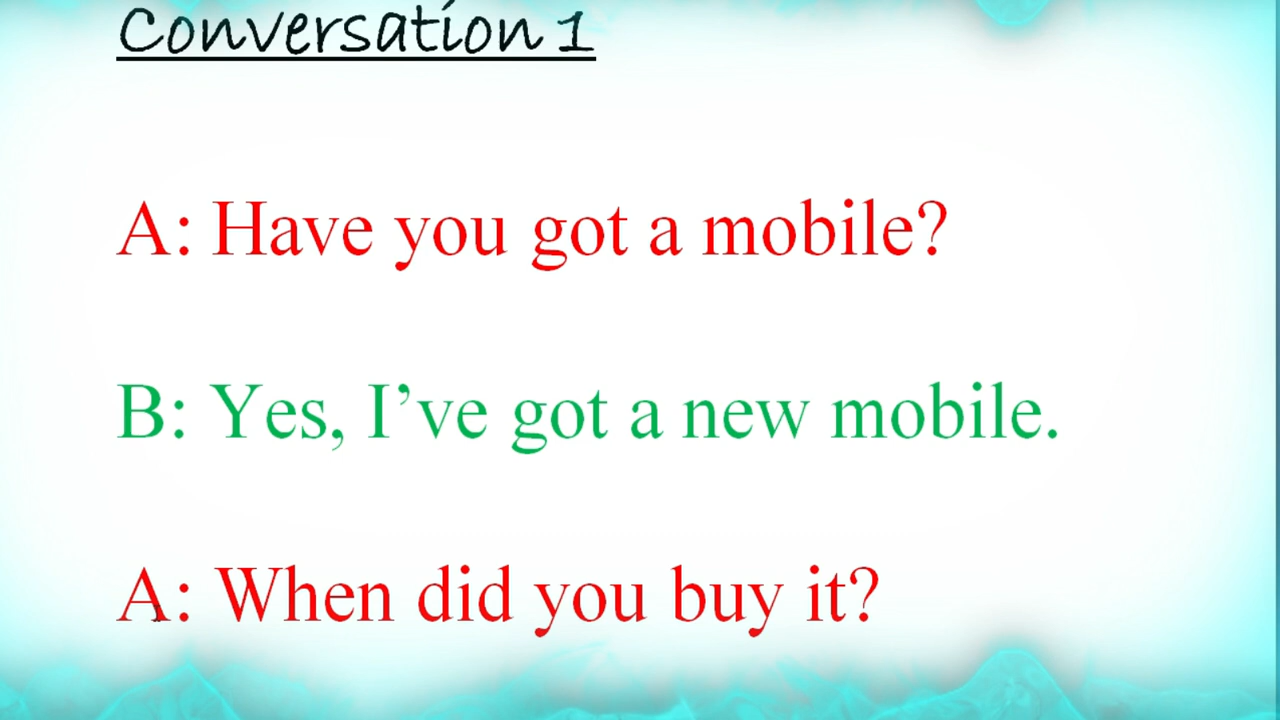 Conversation 1
A: Have you got a mobile?
B: Yes, I’ve got a new mobile.
A: When did you buy it?